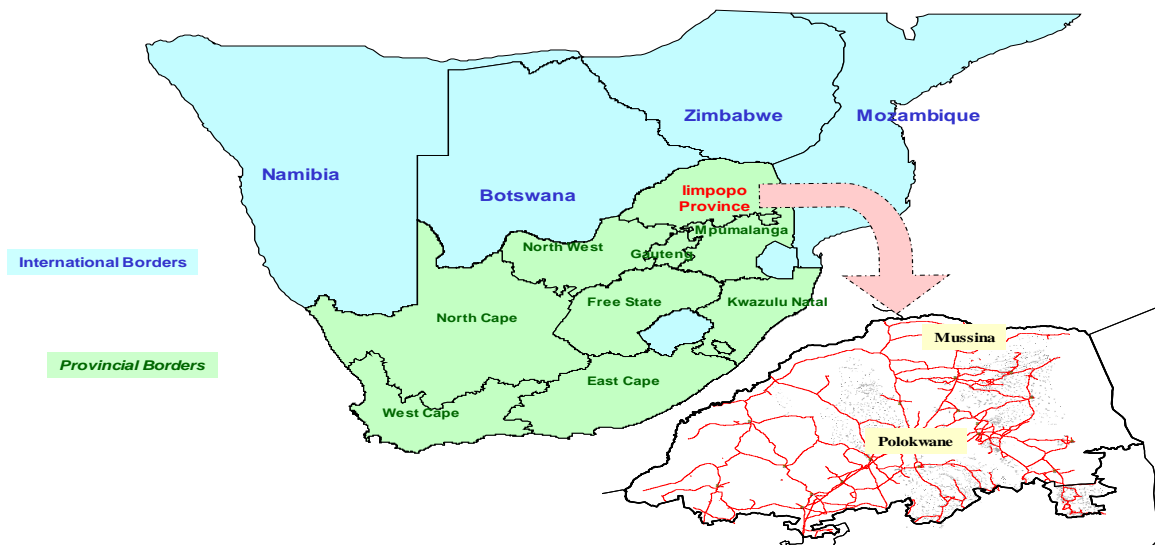 Zimbabwe
Mozambique
Namibia
Botswana
limpopo
Province
Mpumalanga
North West
Gauteng
International Borders
Free State
Kwazulu Natal
North Cape
Mussina
Provincial Borders
East Cape
West Cape
Polokwane